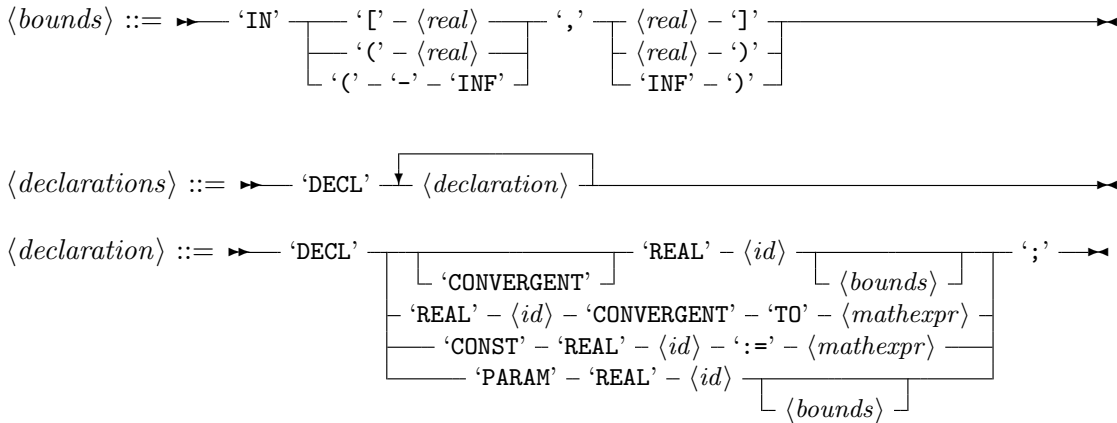 ⟨bounds⟩ ::= ‘IN’ ‘[’ – ⟨real⟩ ‘,’ ⟨real⟩ – ‘]’
‘(’ – ⟨real⟩ ⟨real⟩ – ‘)’
‘(’ – ‘-’ – ‘INF’ ‘INF’ – ‘)’
⟨declarations⟩ ::= ‘DECL’ ⟨declaration⟩
⟨declaration⟩ ::= ‘DECL’ ‘REAL’ – ⟨id⟩ ‘;’
‘CONVERGENT’ ⟨bounds⟩
‘REAL’ – ⟨id⟩ – ‘CONVERGENT’ – ‘TO’ – ⟨mathexpr⟩
‘CONST’ – ‘REAL’ – ⟨id⟩ – ‘:=’ – ⟨mathexpr⟩
‘PARAM’ – ‘REAL’ – ⟨id⟩
⟨bounds⟩